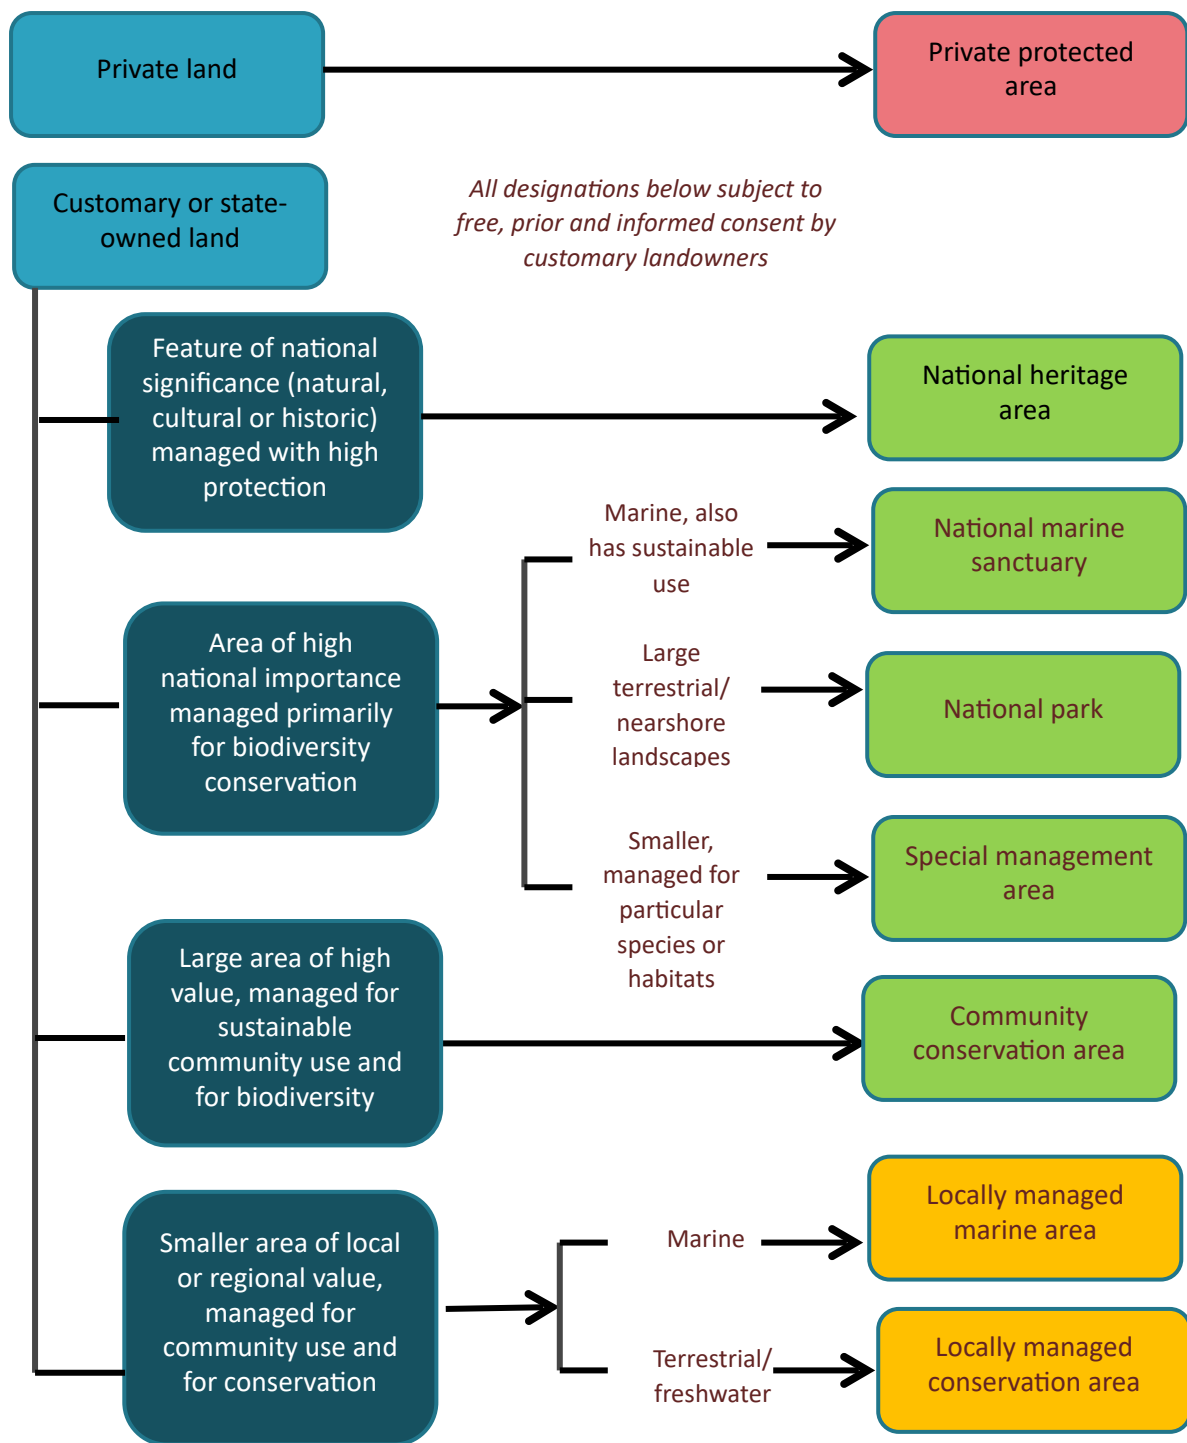 Private land
Private protected
area
Customary or state-
owned land
All designations below subject to
free, prior and informed consent by
customary landowners
Feature of national
significance (natural,
cultural or historic)
managed with high
protection
National heritage
area
Area of high
national importance
managed primarily
for biodiversity
conservation
Marine, also
has sustainable
use
National marine
sanctuary
Large
terrestrial/
nearshore
landscapes
National park
Smaller,
managed for
particular
species or
habitats
Special management
area
Large area of high
value, managed for
sustainable
community use and
for biodiversity
Community
conservation area
Smaller area of local
or regional value,
managed for
community use and
for conservation
Marine
Locally managed
marine area
Terrestrial/
freshwater
Locally managed
conservation area